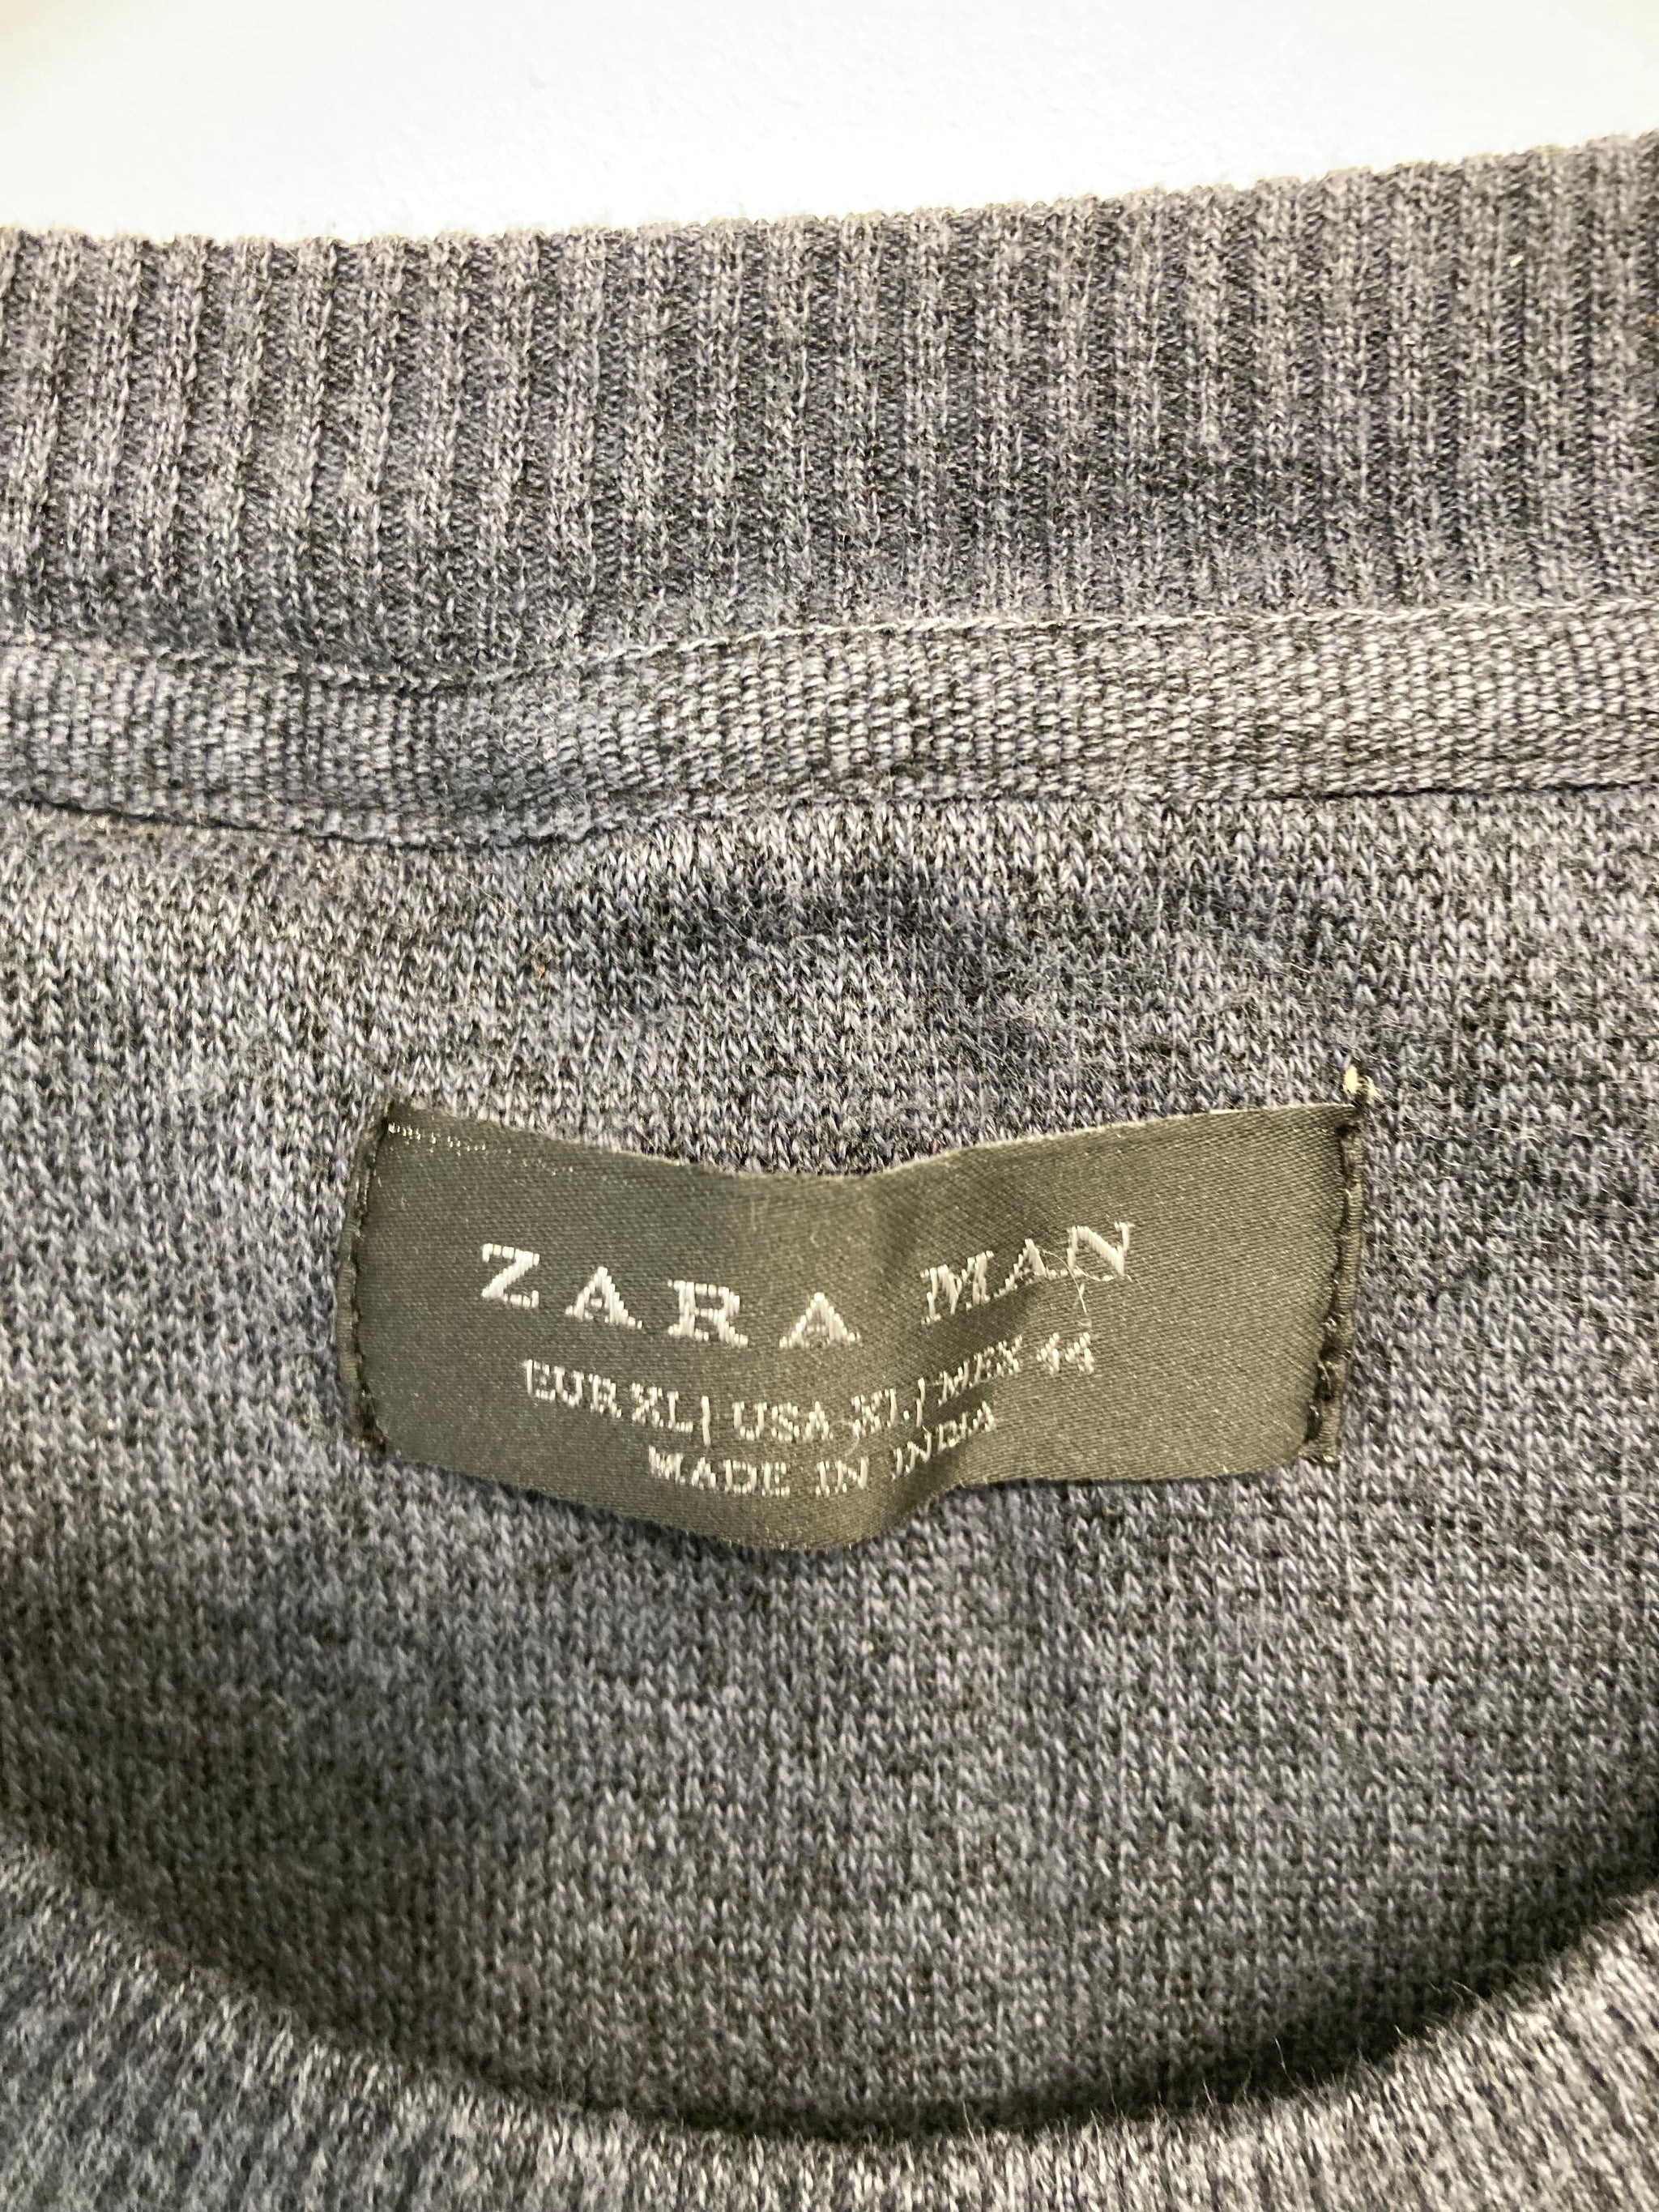 ZARA MAN
EUR XL | USA XL | MEX 44
MADE IN INDIA